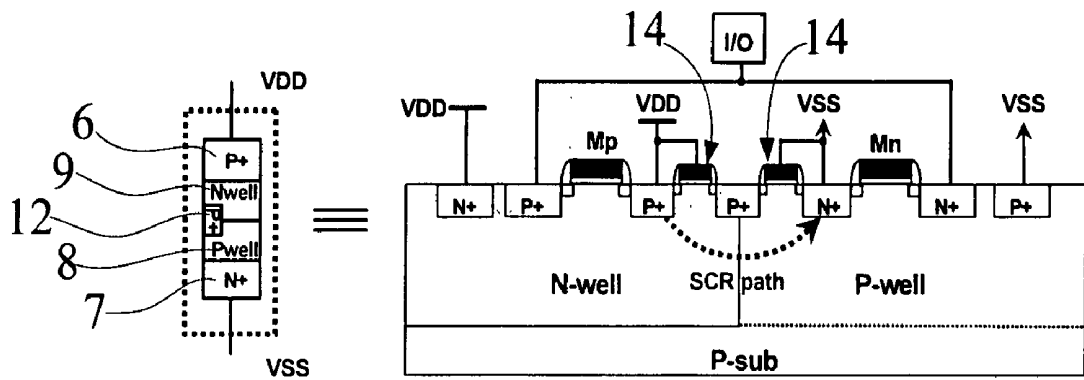 14
I/O
14
VDD
6
P+
9
Nwell
12
P+
8
Pwell
7
N+
VSS
VDD
VDD
VSS
VSS
Mp
Mn
N+
P+
P+
P+
N+
N+
P+
N-well
SCR path
P-well
P-sub